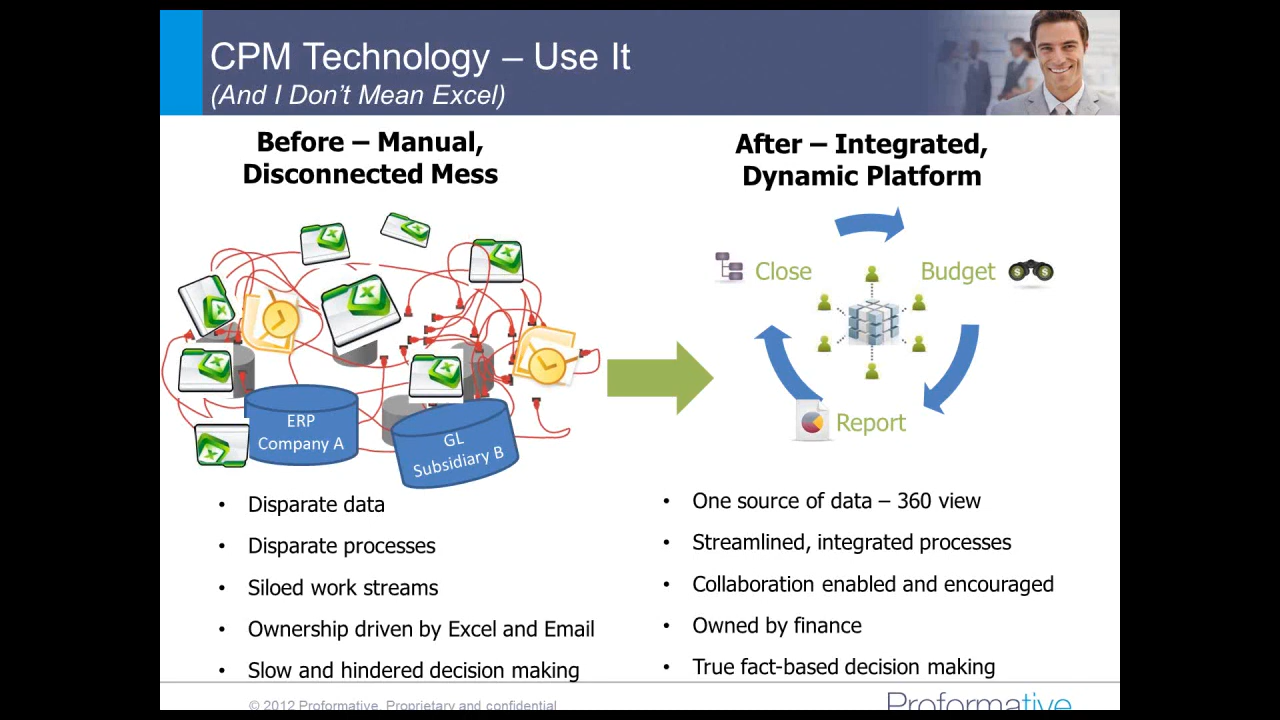 CPM Technology – Use It
(And I Don't Mean Excel)
Before – Manual,
Disconnected Mess
ERP
Company A
GL
Subsidiary B
• Disparate data
• Disparate processes
• Siloed work streams
• Ownership driven by Excel and Email
• Slow and hindered decision making
After – Integrated,
Dynamic Platform
Close
Budget
Report
• One source of data – 360 view
• Streamlined, integrated processes
• Collaboration enabled and encouraged
• Owned by finance
• True fact-based decision making
© 2012 Proformative, Proprietary and confidential
Proformative